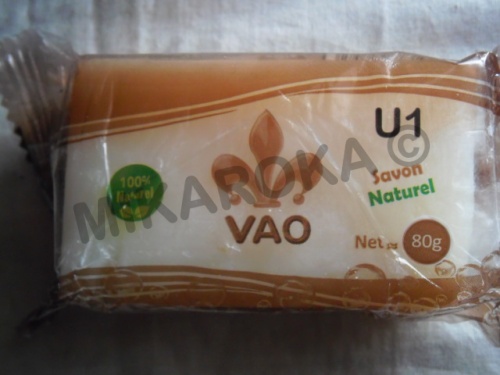 U1
100%
Naturel
Savon
Naturel
VAO
Net ≈ 80g
MIKAROKA ©